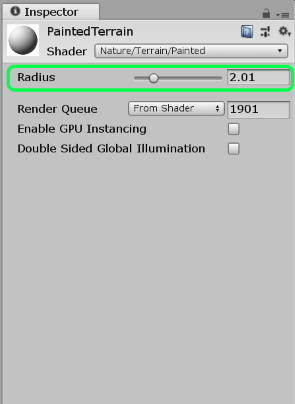 Inspector
PaintedTerrain
Shader Nature/Terrain/Painted
Radius 2.01
Render Queue From Shader 1901
Enable GPU Instancing
Double Sided Global Illumination